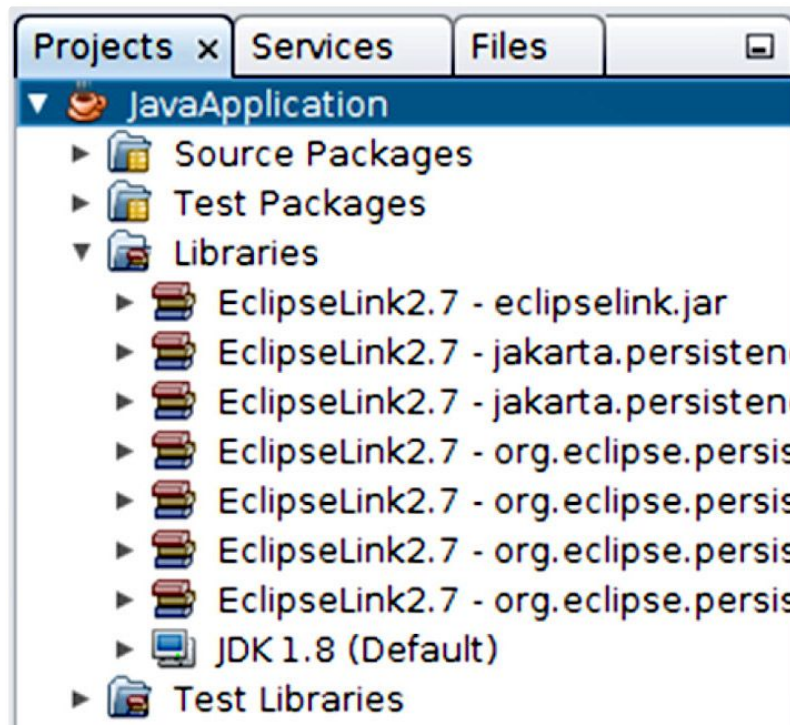 Projects x Services Files
JavaApplication
Source Packages
Test Packages
Libraries
EclipseLink2.7 - eclipselink.jar
EclipseLink2.7 - jakarta.persisten
EclipseLink2.7 - jakarta.persisten
EclipseLink2.7 - org.eclipse.persis
EclipseLink2.7 - org.eclipse.persis
EclipseLink2.7 - org.eclipse.persis
EclipseLink2.7 - org.eclipse.persis
JDK 1.8 (Default)
Test Libraries